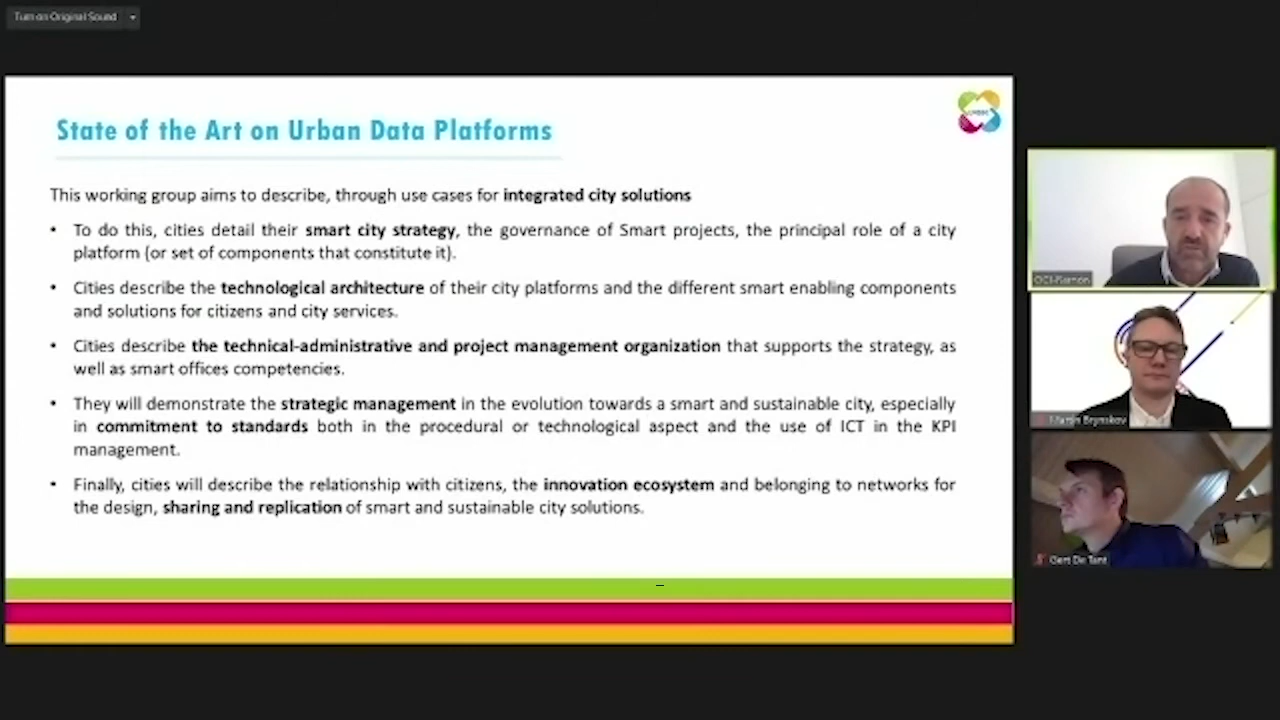 Turn on Original Sound
State of the Art on Urban Data Platforms
This working group aims to describe, through use cases for integrated city solutions
• To do this, cities detail their smart city strategy, the governance of Smart projects, the principal role of a city
platform (or set of components that constitute it).
• Cities describe the technological architecture of their city platforms and the different smart enabling components
and solutions for citizens and city services.
• Cities describe the technical-administrative and project management organization that supports the strategy, as
well as smart offices competencies.
• They will demonstrate the strategic management in the evolution towards a smart and sustainable city, especially
in commitment to standards both in the procedural or technological aspect and the use of ICT in the KPI
management.
• Finally, cities will describe the relationship with citizens, the innovation ecosystem and belonging to networks for
the design, sharing and replication of smart and sustainable city solutions.
OCI-Ramón
Martin Brynskov
Gert De Tant